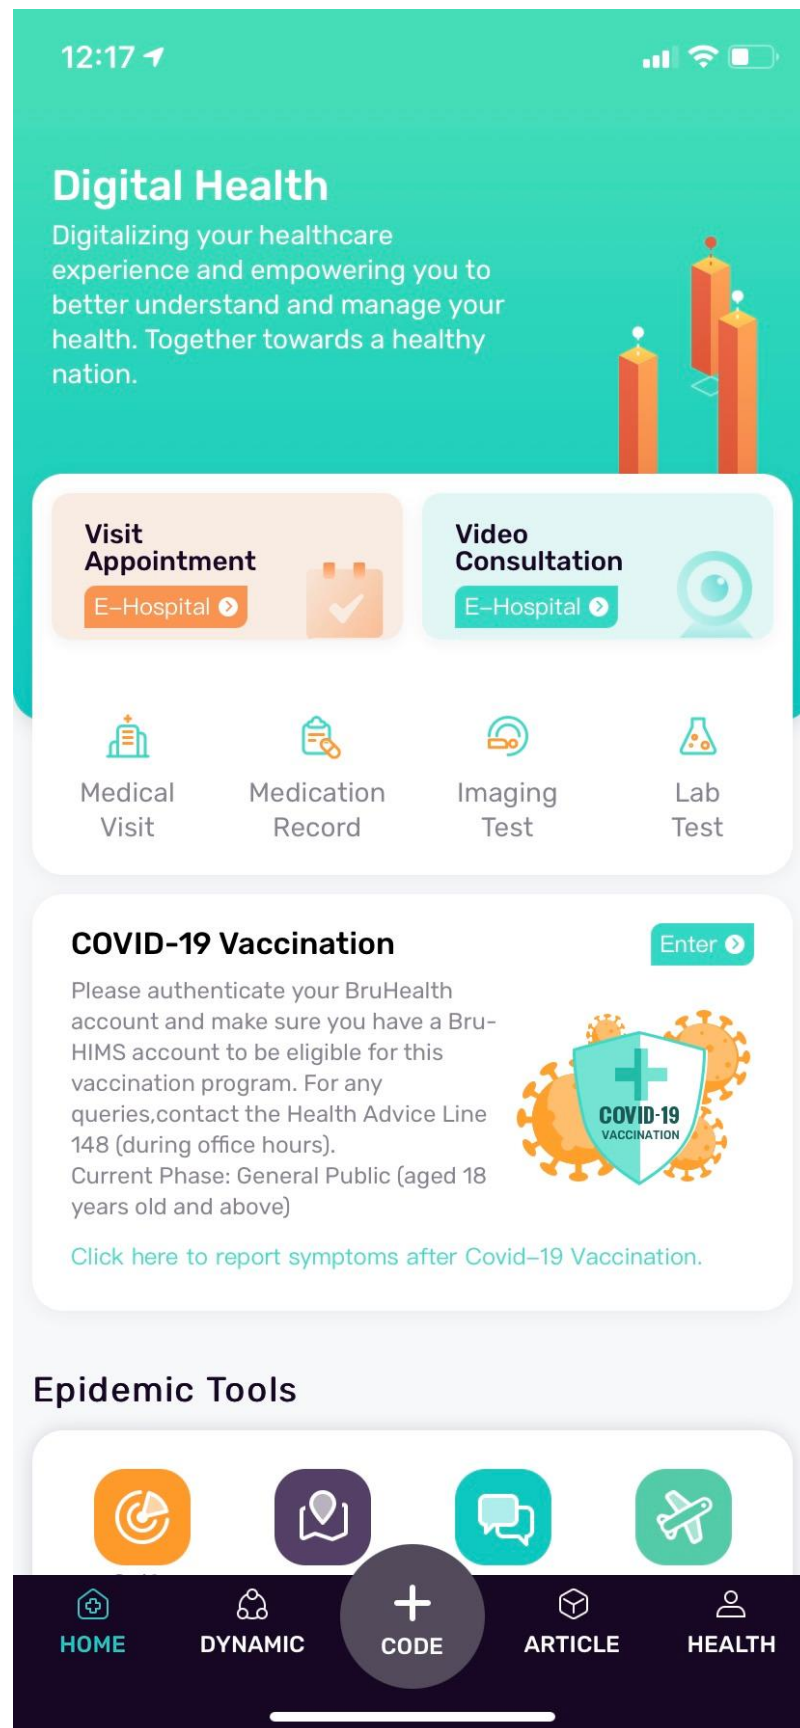 12:17
Digital Health
Digitalizing your healthcare
experience and empowering you to
better understand and manage your
health. Together towards a healthy
nation.
Visit
Appointment
E-Hospital
Video
Consultation
E-Hospital
Medical
Visit
Medication
Record
Imaging
Test
Lab
Test
COVID-19 Vaccination
Enter
Please authenticate your BruHealth
account and make sure you have a Bru-
HIMS account to be eligible for this
vaccination program. For any
queries,contact the Health Advice Line
148 (during office hours).
Current Phase: General Public (aged 18
years old and above)
COVID-19
VACCINATION
Click here to report symptoms after Covid-19 Vaccination.
Epidemic Tools
HOME
DYNAMIC
CODE
ARTICLE
HEALTH